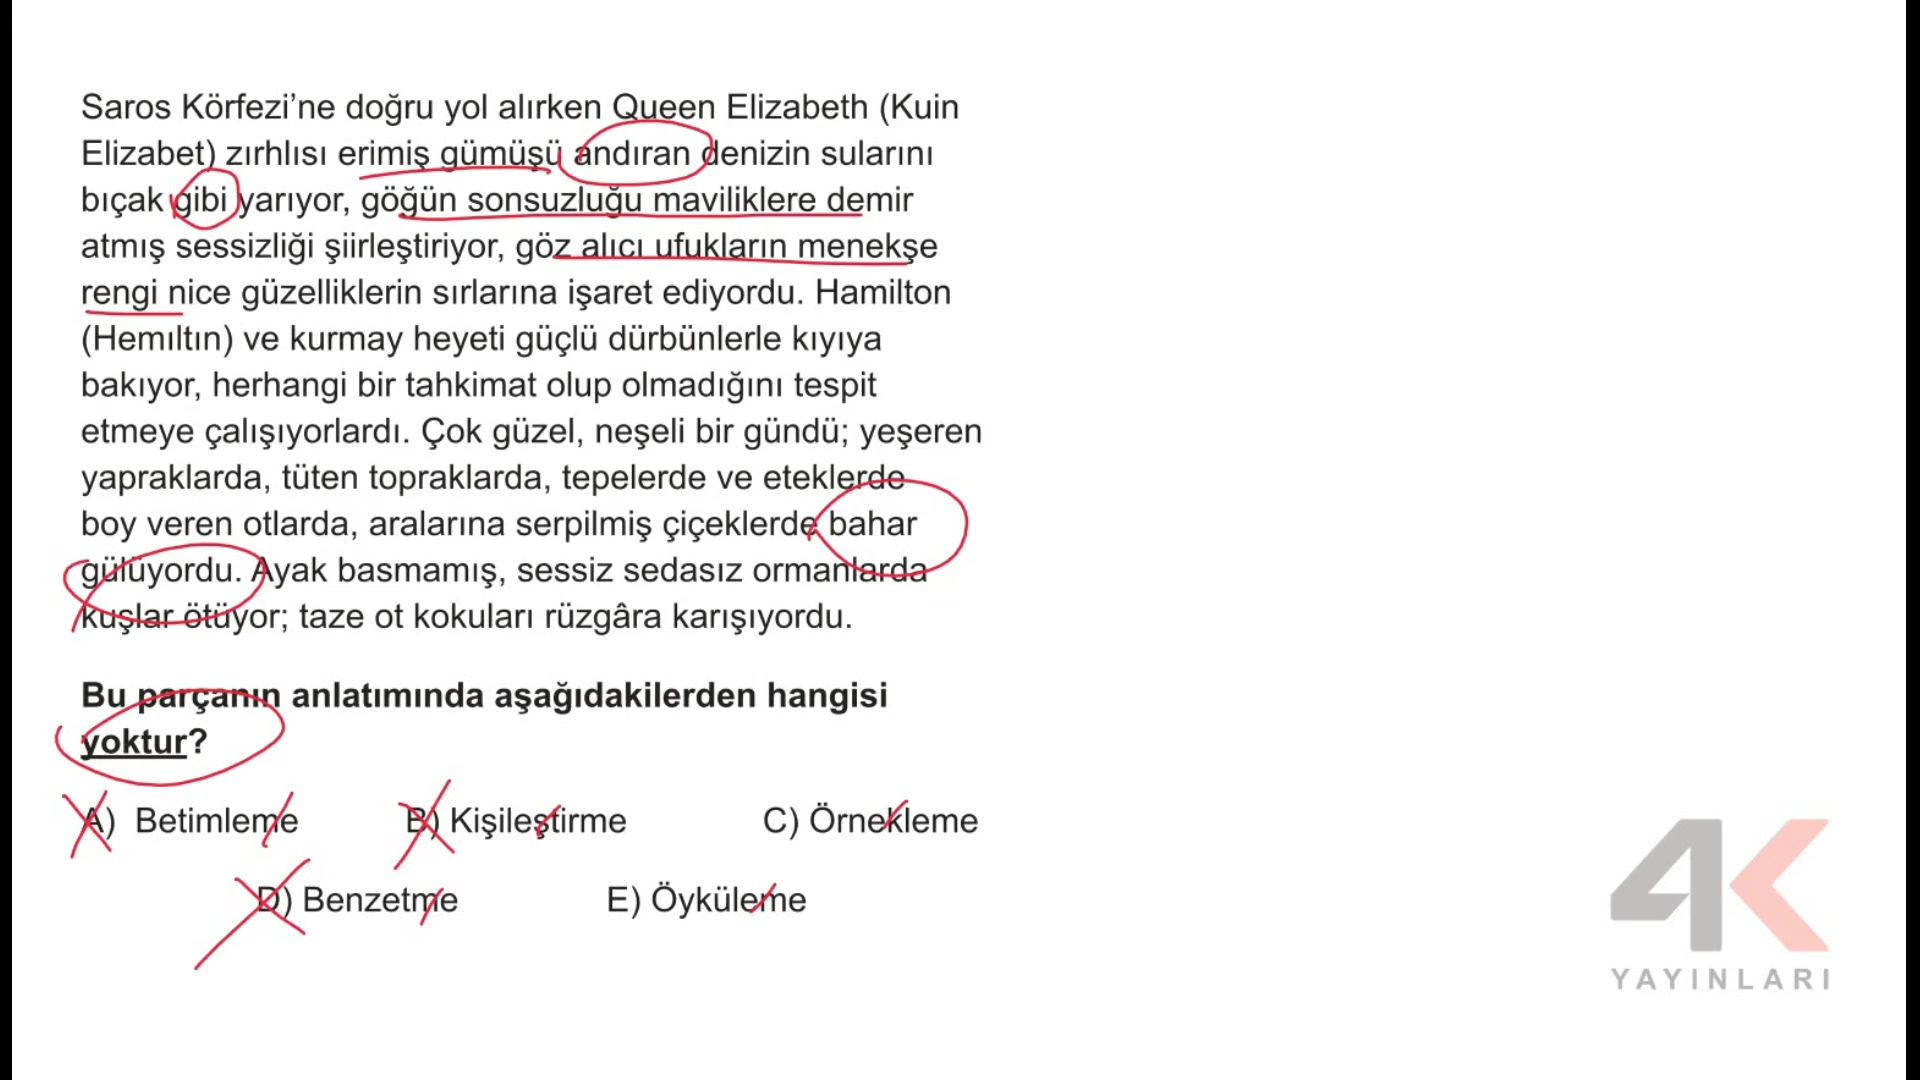 Saros Körfezi’ne doğru yol alırken Queen Elizabeth (Kuin
Elizabet) zırhlısı erimiş gümüşü andıran denizin sularını
bıçak gibi yarıyor, göğün sonsuzluğu maviliklere demir
atmış sessizliği şiirleştiriyor, göz alıcı ufukların menekşe
rengi nice güzelliklerin sırlarına işaret ediyordu. Hamilton
(Hemıltın) ve kurmay heyeti güçlü dürbünlerle kıyıya
bakıyor, herhangi bir tahkimat olup olmadığını tespit
etmeye çalışıyorlardı. Çok güzel, neşeli bir gündü; yeşeren
yapraklarda, tüten topraklarda, tepelerde ve eteklerde
boy veren otlarda, aralarına serpilmiş çiçeklerde bahar
gülüyordu. Ayak basmamış, sessiz sedasız ormanlarda
kuşlar ötüyor; taze ot kokuları rüzgâra karışıyordu.
Bu parçanın anlatımında aşağıdakilerden hangisi
yoktur?
A) Betimleme B) Kişileştirme C) Örnekleme
D) Benzetme E) Öyküleme
4K
YAYINLARI